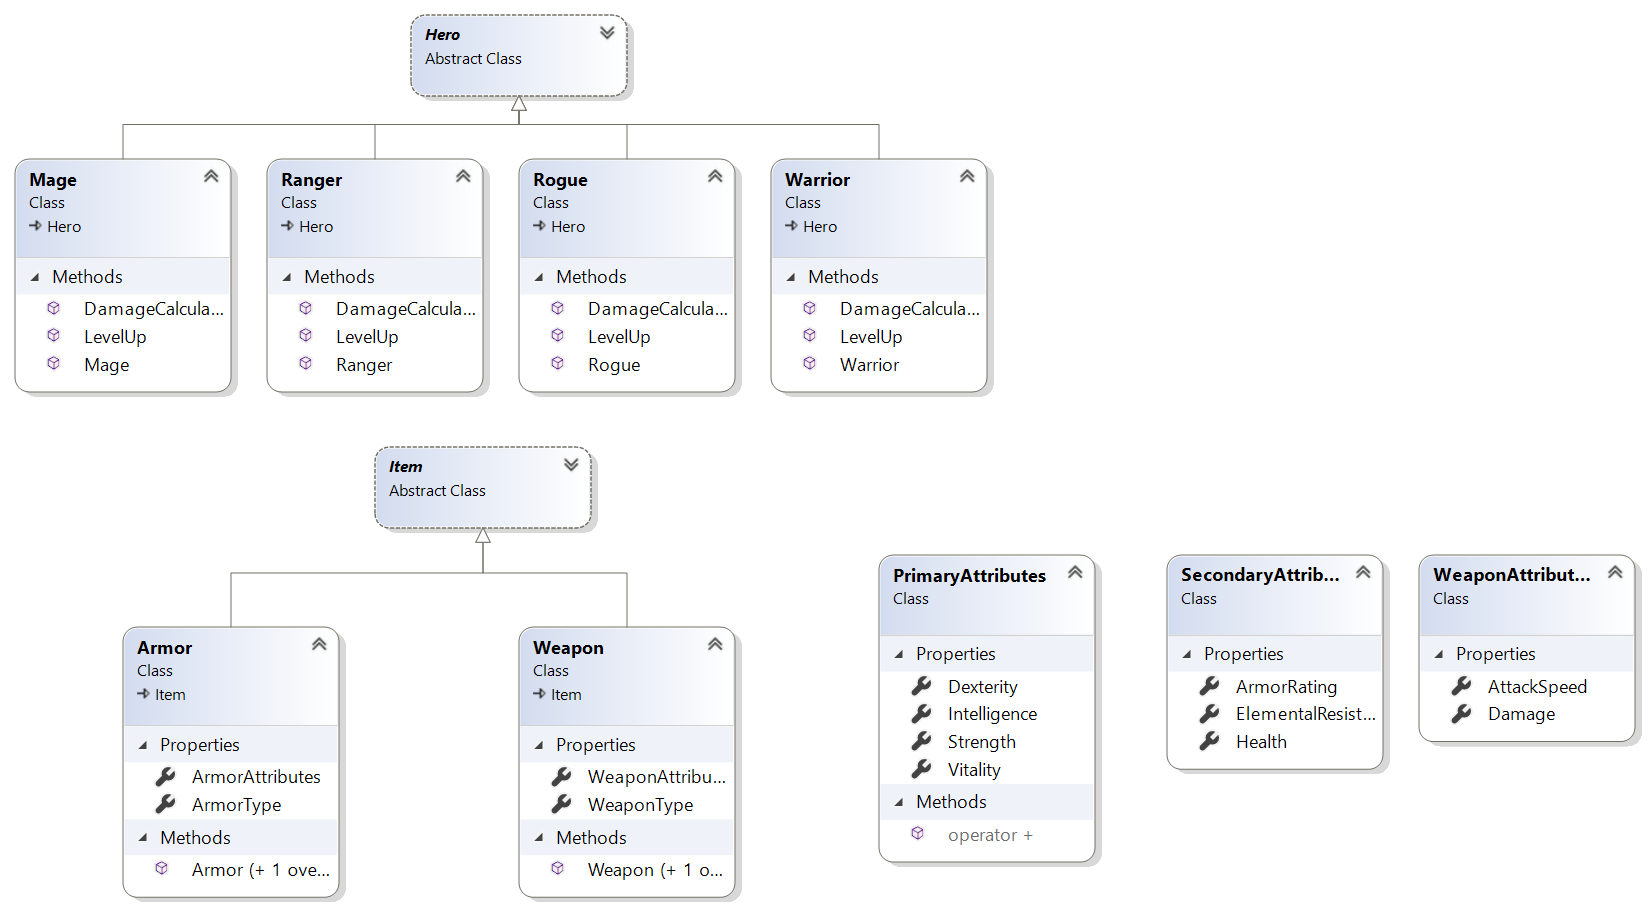 Hero
Abstract Class
Mage
Class
Hero
Methods
DamageCalcula...
LevelUp
Mage
Ranger
Class
Hero
Methods
DamageCalcula...
LevelUp
Ranger
Rogue
Class
Hero
Methods
DamageCalcula...
LevelUp
Rogue
Warrior
Class
Hero
Methods
DamageCalcula...
LevelUp
Warrior
Item
Abstract Class
Armor
Class
Item
Properties
ArmorAttributes
ArmorType
Methods
Armor (+ 1 ove...
Weapon
Class
Item
Properties
WeaponAttribu...
WeaponType
Methods
Weapon (+ 1 o...
PrimaryAttributes
Class
Properties
Dexterity
Intelligence
Strength
Vitality
Methods
operator +
SecondaryAttrib...
Class
Properties
ArmorRating
ElementalResist...
Health
WeaponAttribut...
Class
Properties
AttackSpeed
Damage